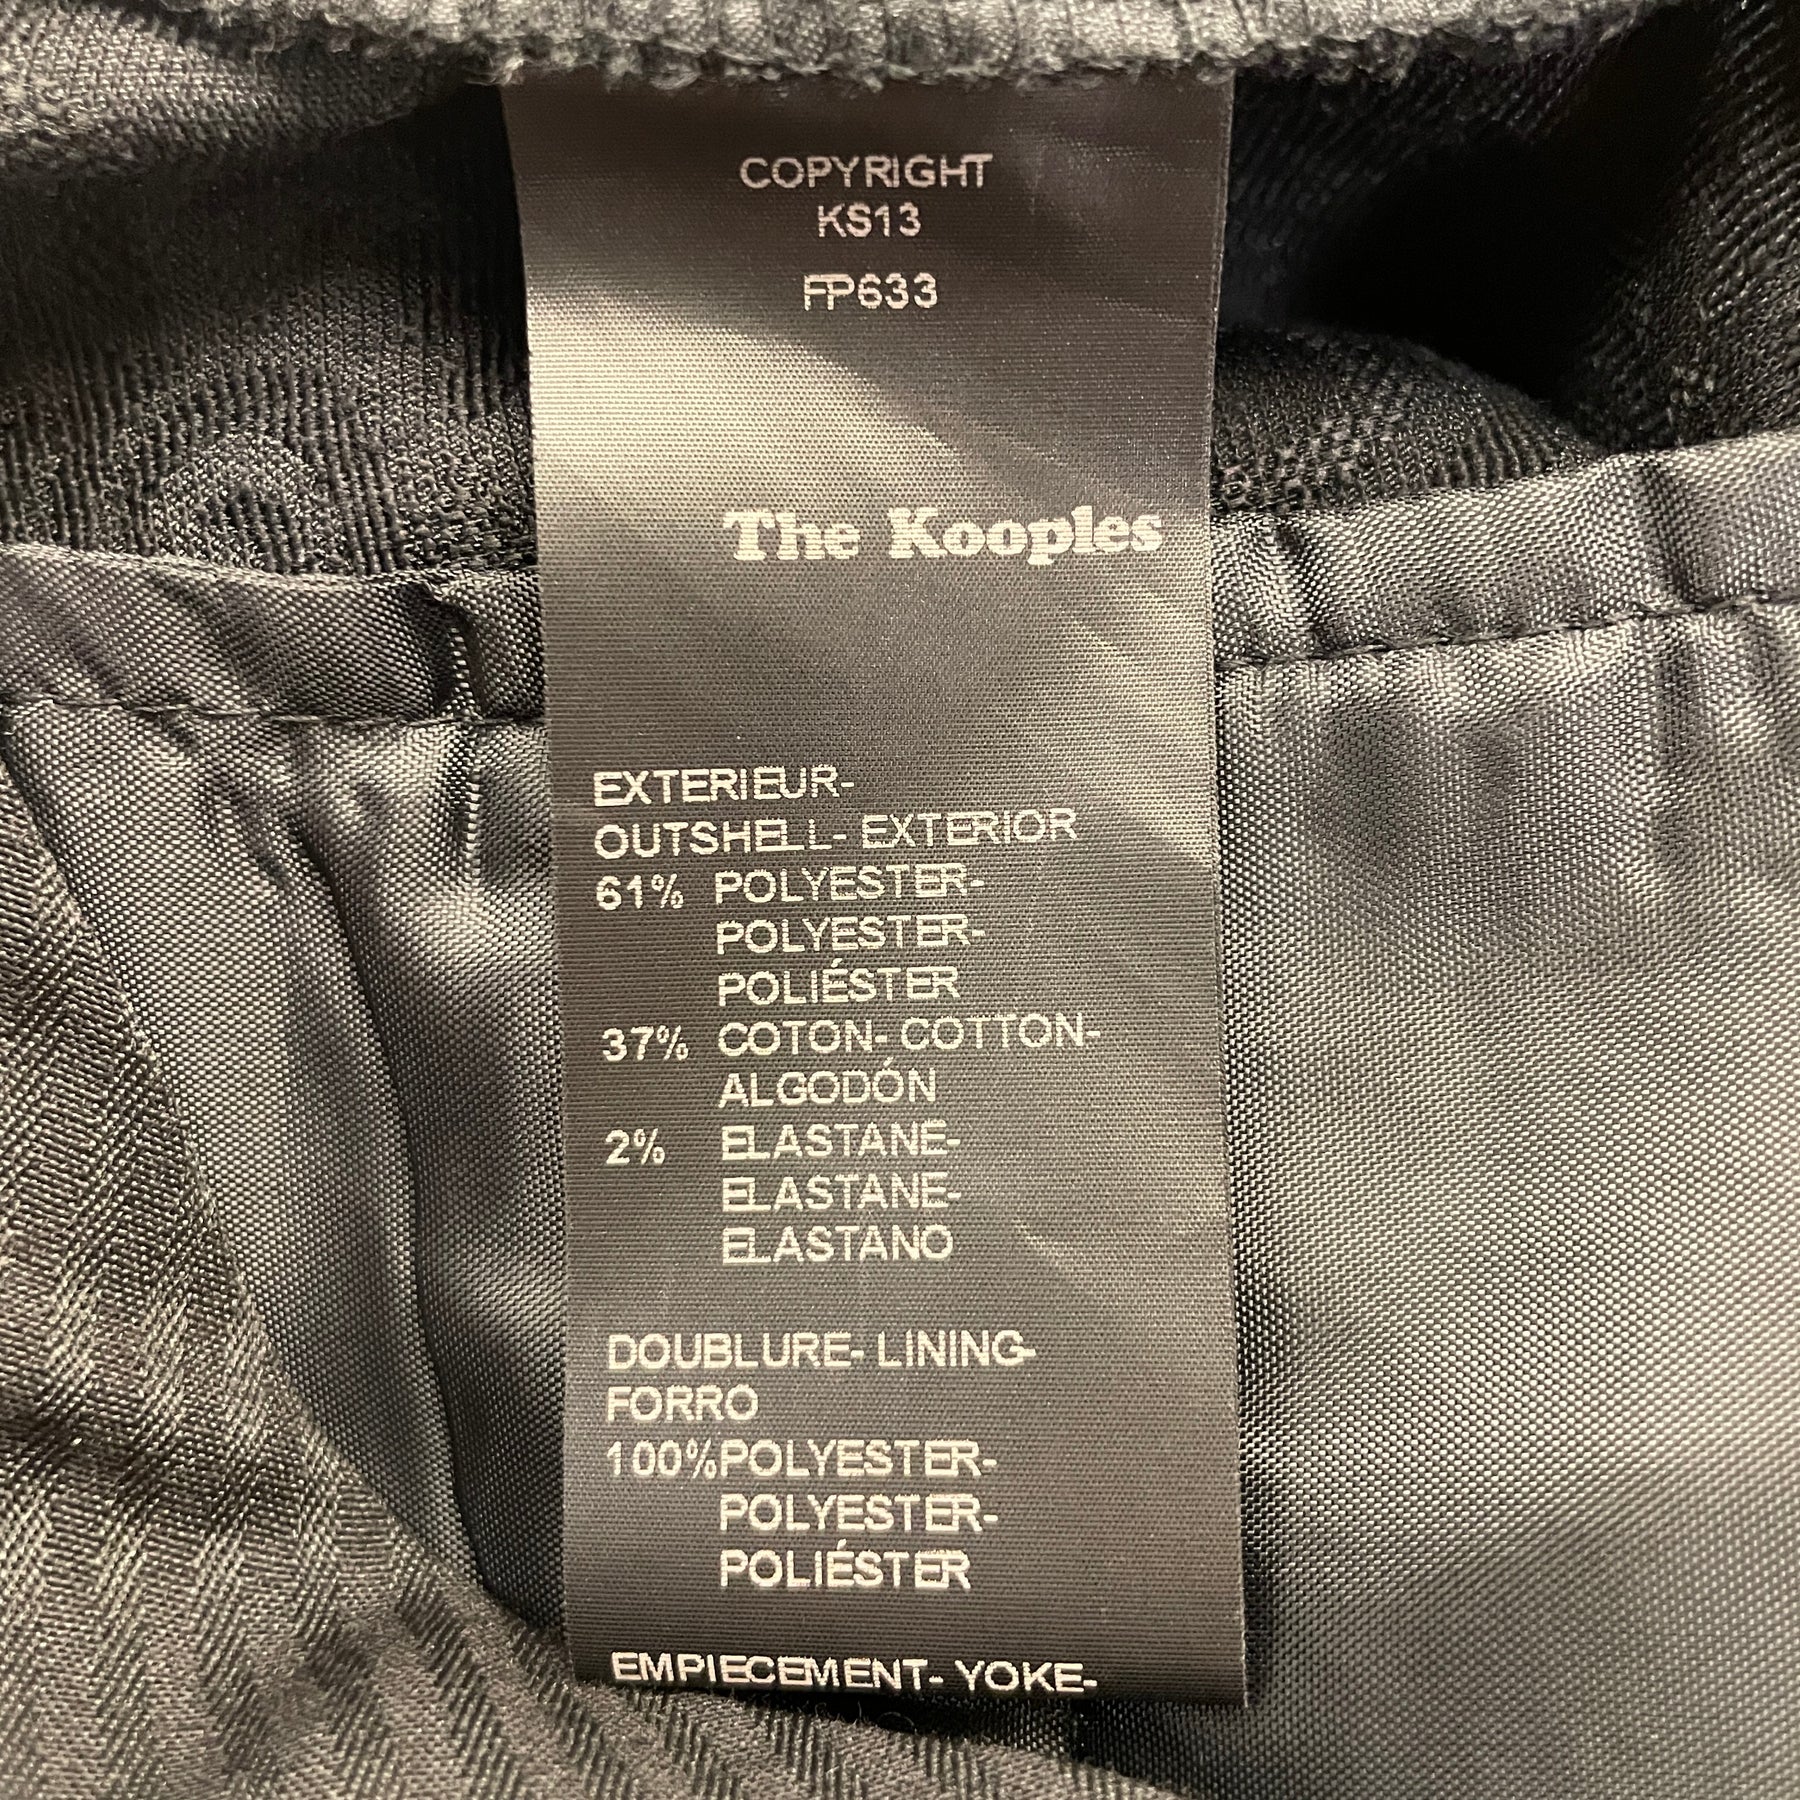 COPYRIGHT
KS13
FP633
The Kooples
EXTERIEUR-
OUTSHELL- EXTERIOR
61% POLYESTER-
POLYESTER-
POLIÉSTER
37% COTON- COTTON-
ALGODÓN
2% ELASTANE-
ELASTANE-
ELASTANO
DOUBLURE- LINING-
FORRO
100%POLYESTER-
POLYESTER-
POLIÉSTER
EMPIECEMENT- YOKE-